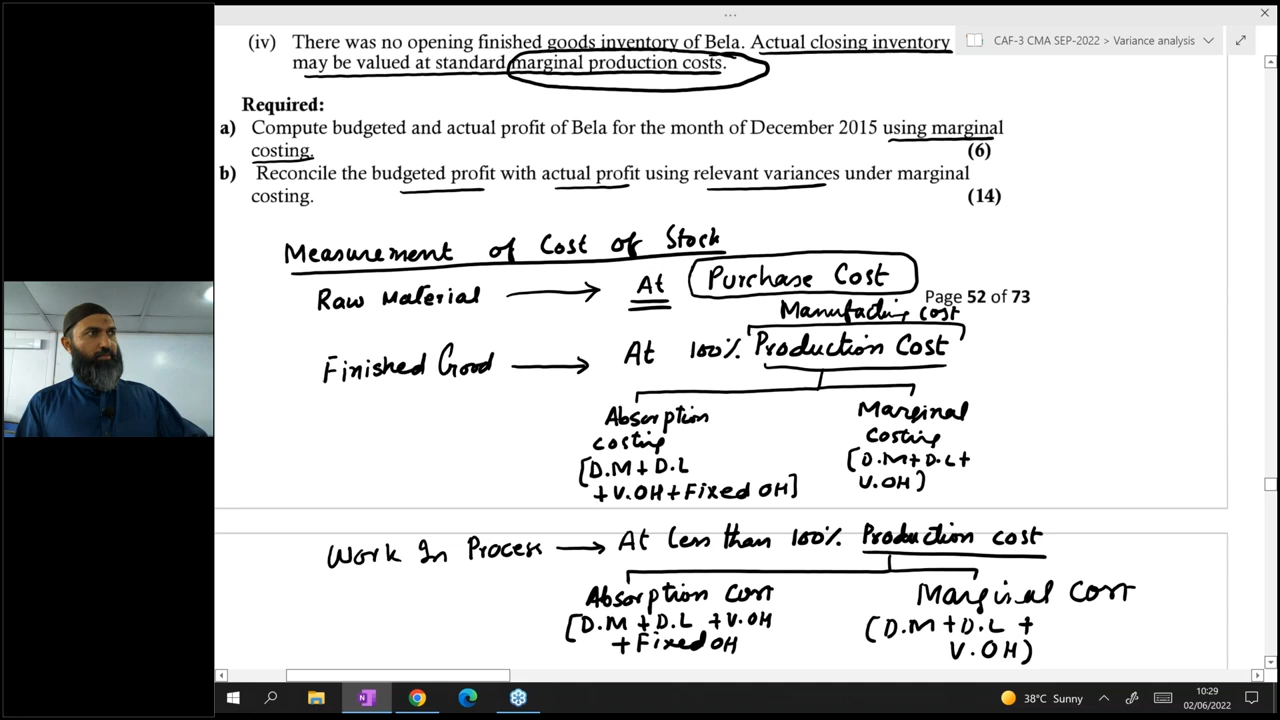 CAF-3 CMA SEP-2022 > Variance analysis
(iv) There was no opening finished goods inventory of Bela. Actual closing inventory
may be valued at standard marginal production costs.
Required:
a) Compute budgeted and actual profit of Bela for the month of December 2015 using marginal
costing. (6)
b) Reconcile the budgeted profit with actual profit using relevant variances under marginal
costing. (14)
Measurement of Cost of Stock
Raw Material → At Purchase Cost
Page 52 of 73
Manufacting cost
Finished Good → At 100% Production Cost
Absorption
costing
[D.M + D.L
+ V.OH + Fixed OH]
Marginal
costing
(D.M + D.L +
V.OH)
Work In Process → At Less than 100% Production cost
Absorption Cost
[D.M + D.L + V.OH
+ Fixed OH
Marginal Cost
(D.M + D.L +
V.OH)
38°C Sunny
10:29
02/06/2022